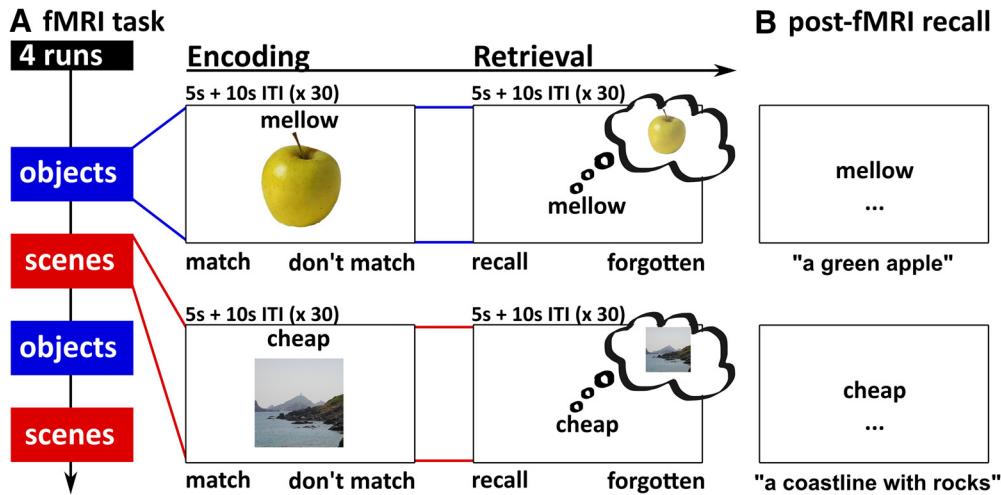 A fMRI task
4 runs
objects
scenes
objects
scenes
Encoding
Retrieval
5s + 10s ITI (x 30)
mellow
match don't match
5s + 10s ITI (x 30)
mellow
recall forgotten
5s + 10s ITI (x 30)
cheap
match don't match
5s + 10s ITI (x 30)
cheap
recall forgotten
B post-fMRI recall
mellow
...
"a green apple"
cheap
...
"a coastline with rocks"